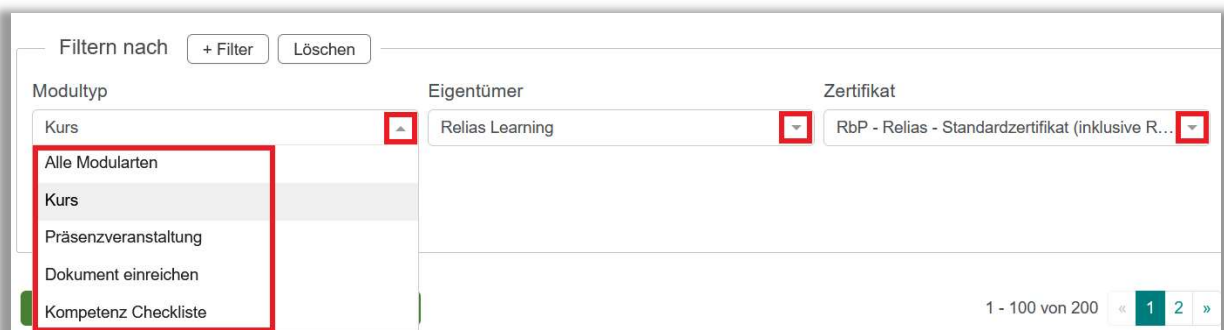 Filtern nach + Filter Löschen
Modultyp Eigentümer Zertifikat
Kurs Relias Learning RbP - Relias - Standardzertifikat (inklusive R...
Alle Modularten
Kurs
Präsenzveranstaltung
Dokument einreichen
Kompetenz Checkliste
1 - 100 von 200 « 1 2 »